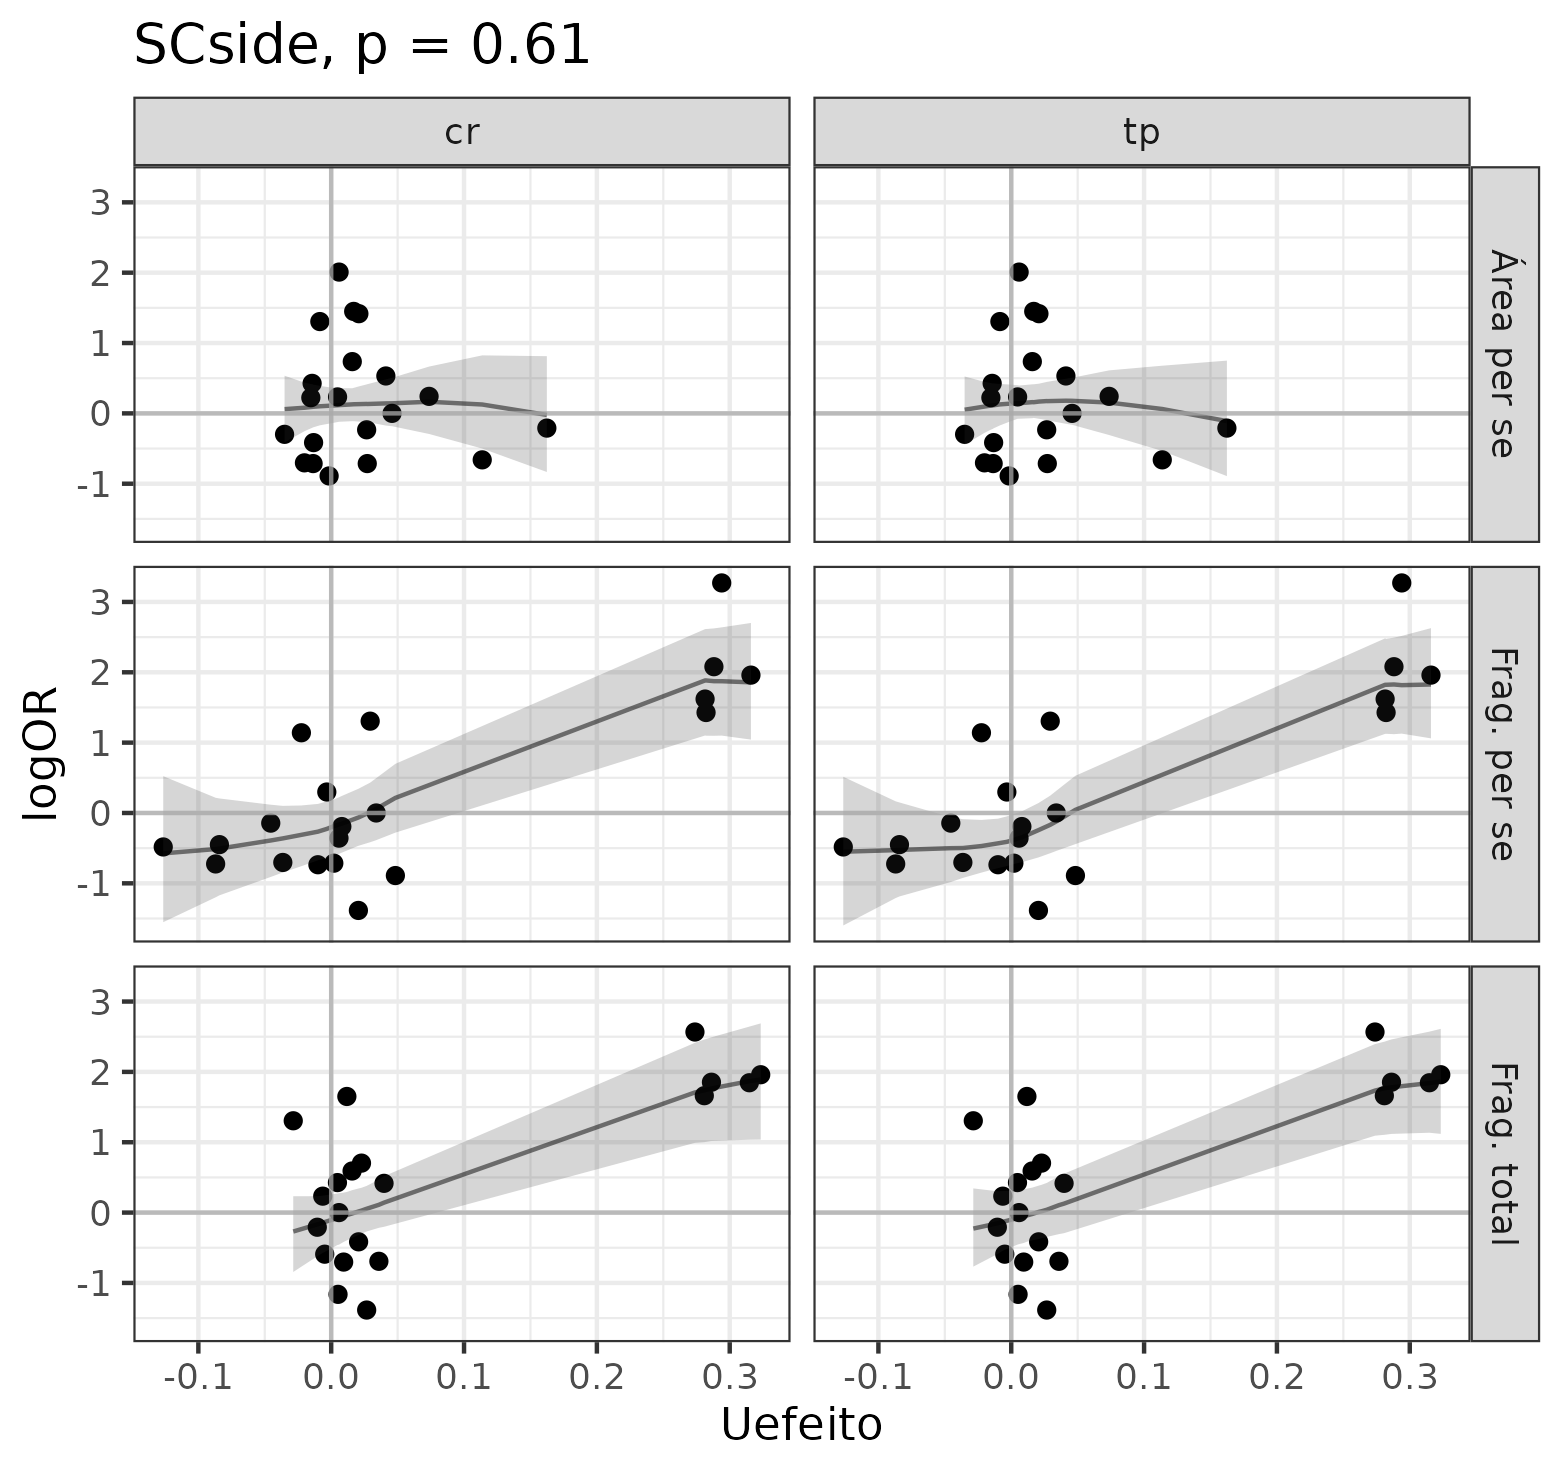 SCside, p = 0.61
cr
tp
3
2
1
0
-1
Área per se
3
2
1
0
-1
Frag. per se
logOR
3
2
1
0
-1
Frag. total
-0.1 0.0 0.1 0.2 0.3
-0.1 0.0 0.1 0.2 0.3
Uefeito